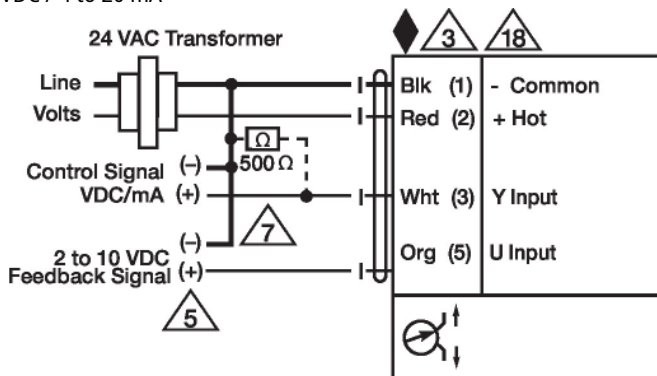 VDC / 4 to 20 mA
24 VAC Transformer
3
18
Line
Volts
Blk (1) - Common
Red (2) + Hot
Ω
500 Ω
Control Signal (–)
VDC/mA (+)
Wht (3) Y Input
7
(–)
2 to 10 VDC
Feedback Signal (+)
Org (5) U Input
5